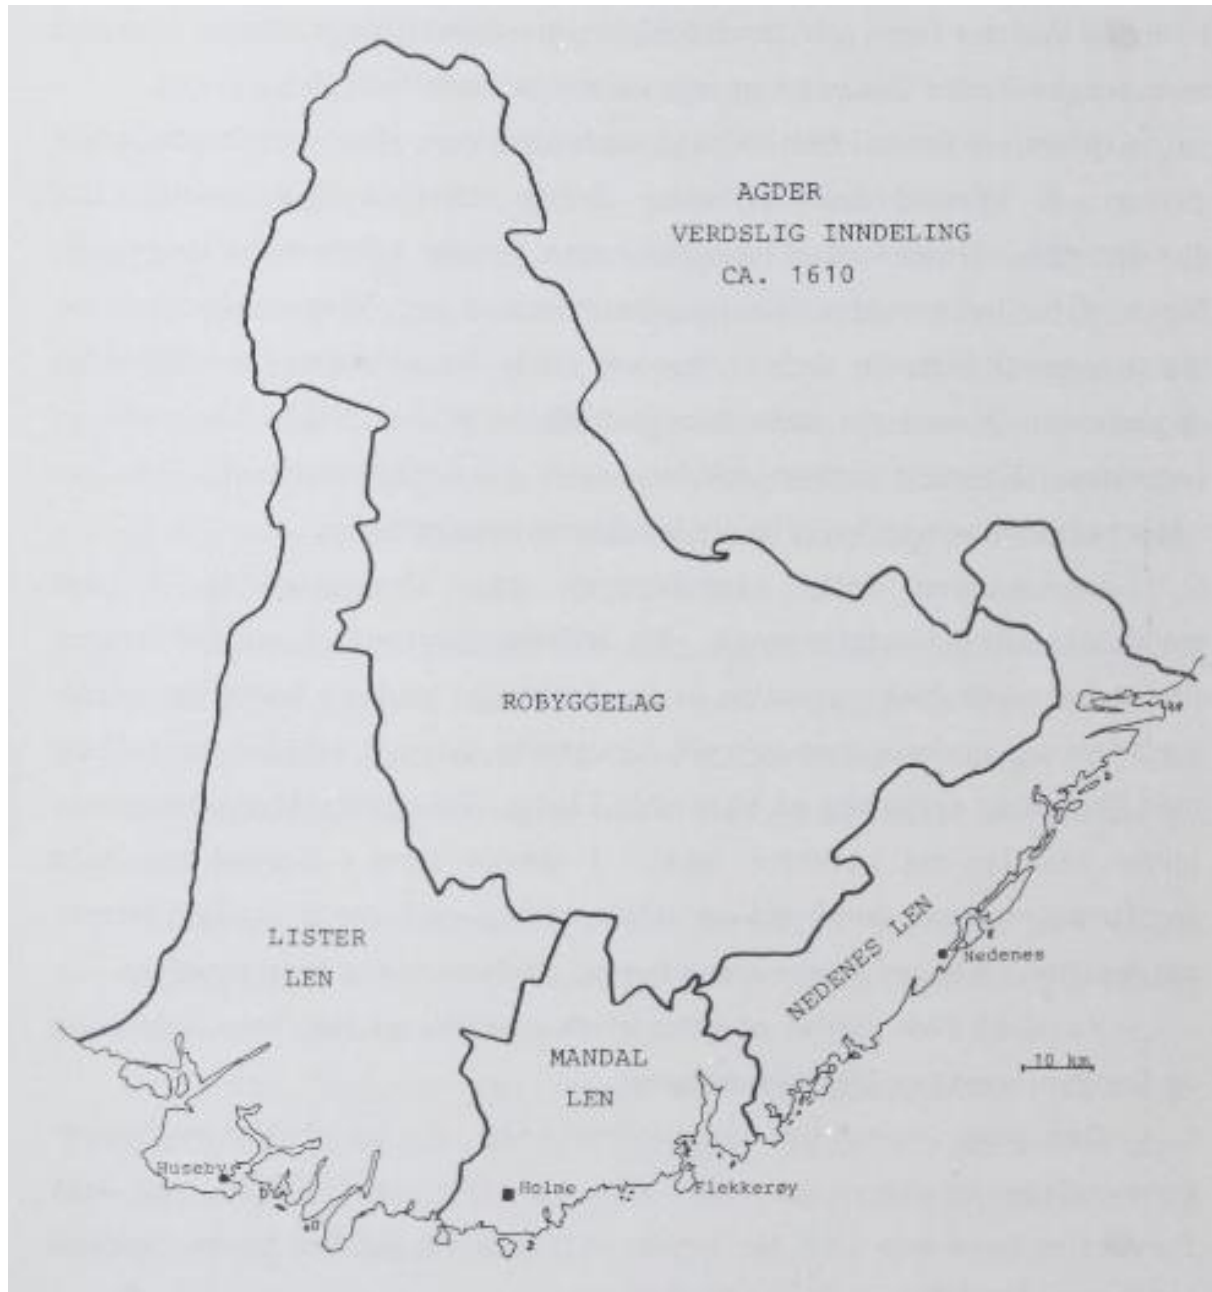 AGDER
VERDSLIG INNDELING
CA. 1610
ROBYGGELAG
LISTER
LEN
NEDENES LEN
Nedenes
MANDAL
LEN
10 km
Huseby
Holme
Flekkerøy